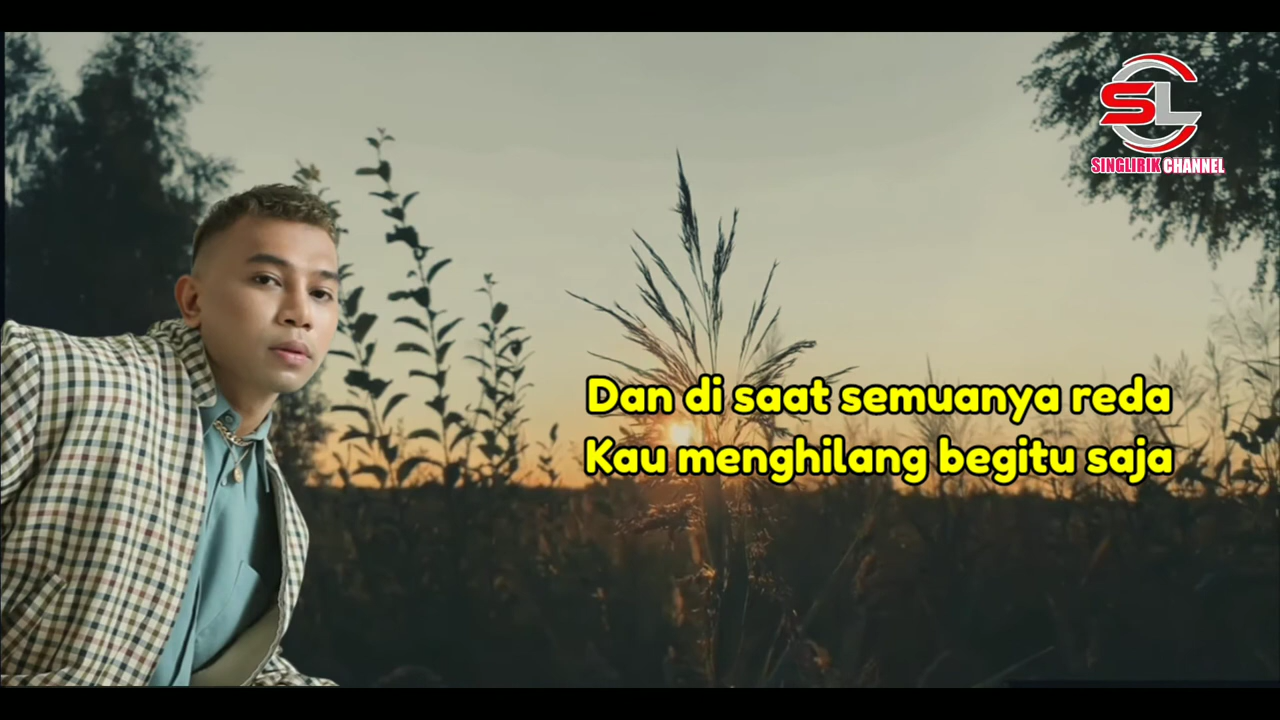 SL
SINGLIRIK CHANNEL
Dan di saat semuanya reda
Kau menghilang begitu saja